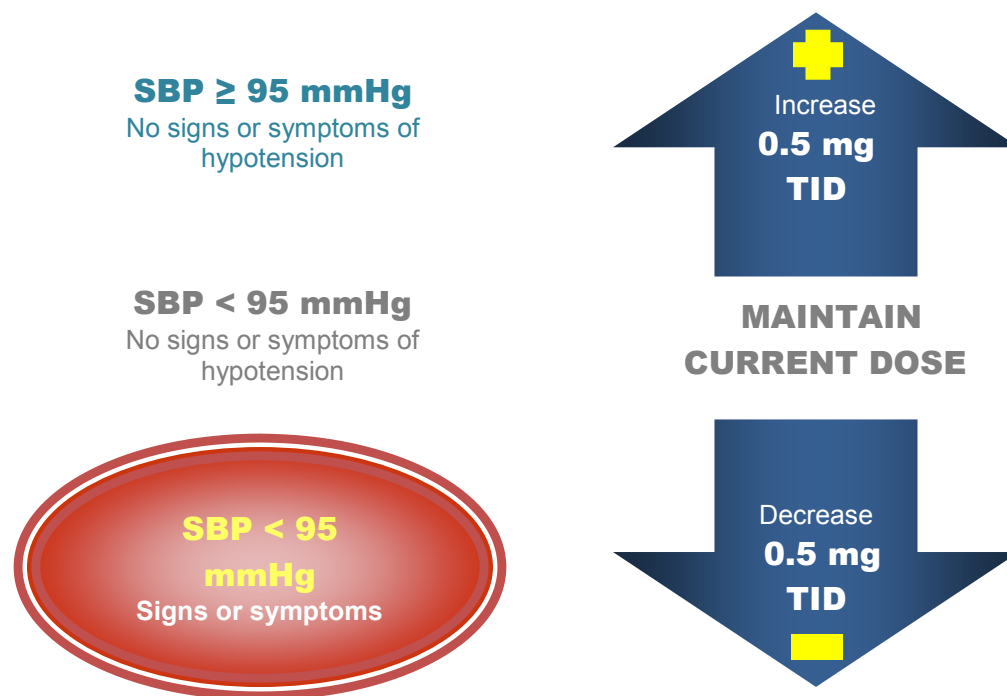 SBP ≥ 95 mmHg
No signs or symptoms of
hypotension
Increase
0.5 mg
TID
SBP < 95 mmHg
No signs or symptoms of
hypotension
MAINTAIN
CURRENT DOSE
SBP < 95
mmHg
Signs or symptoms
Decrease
0.5 mg
TID